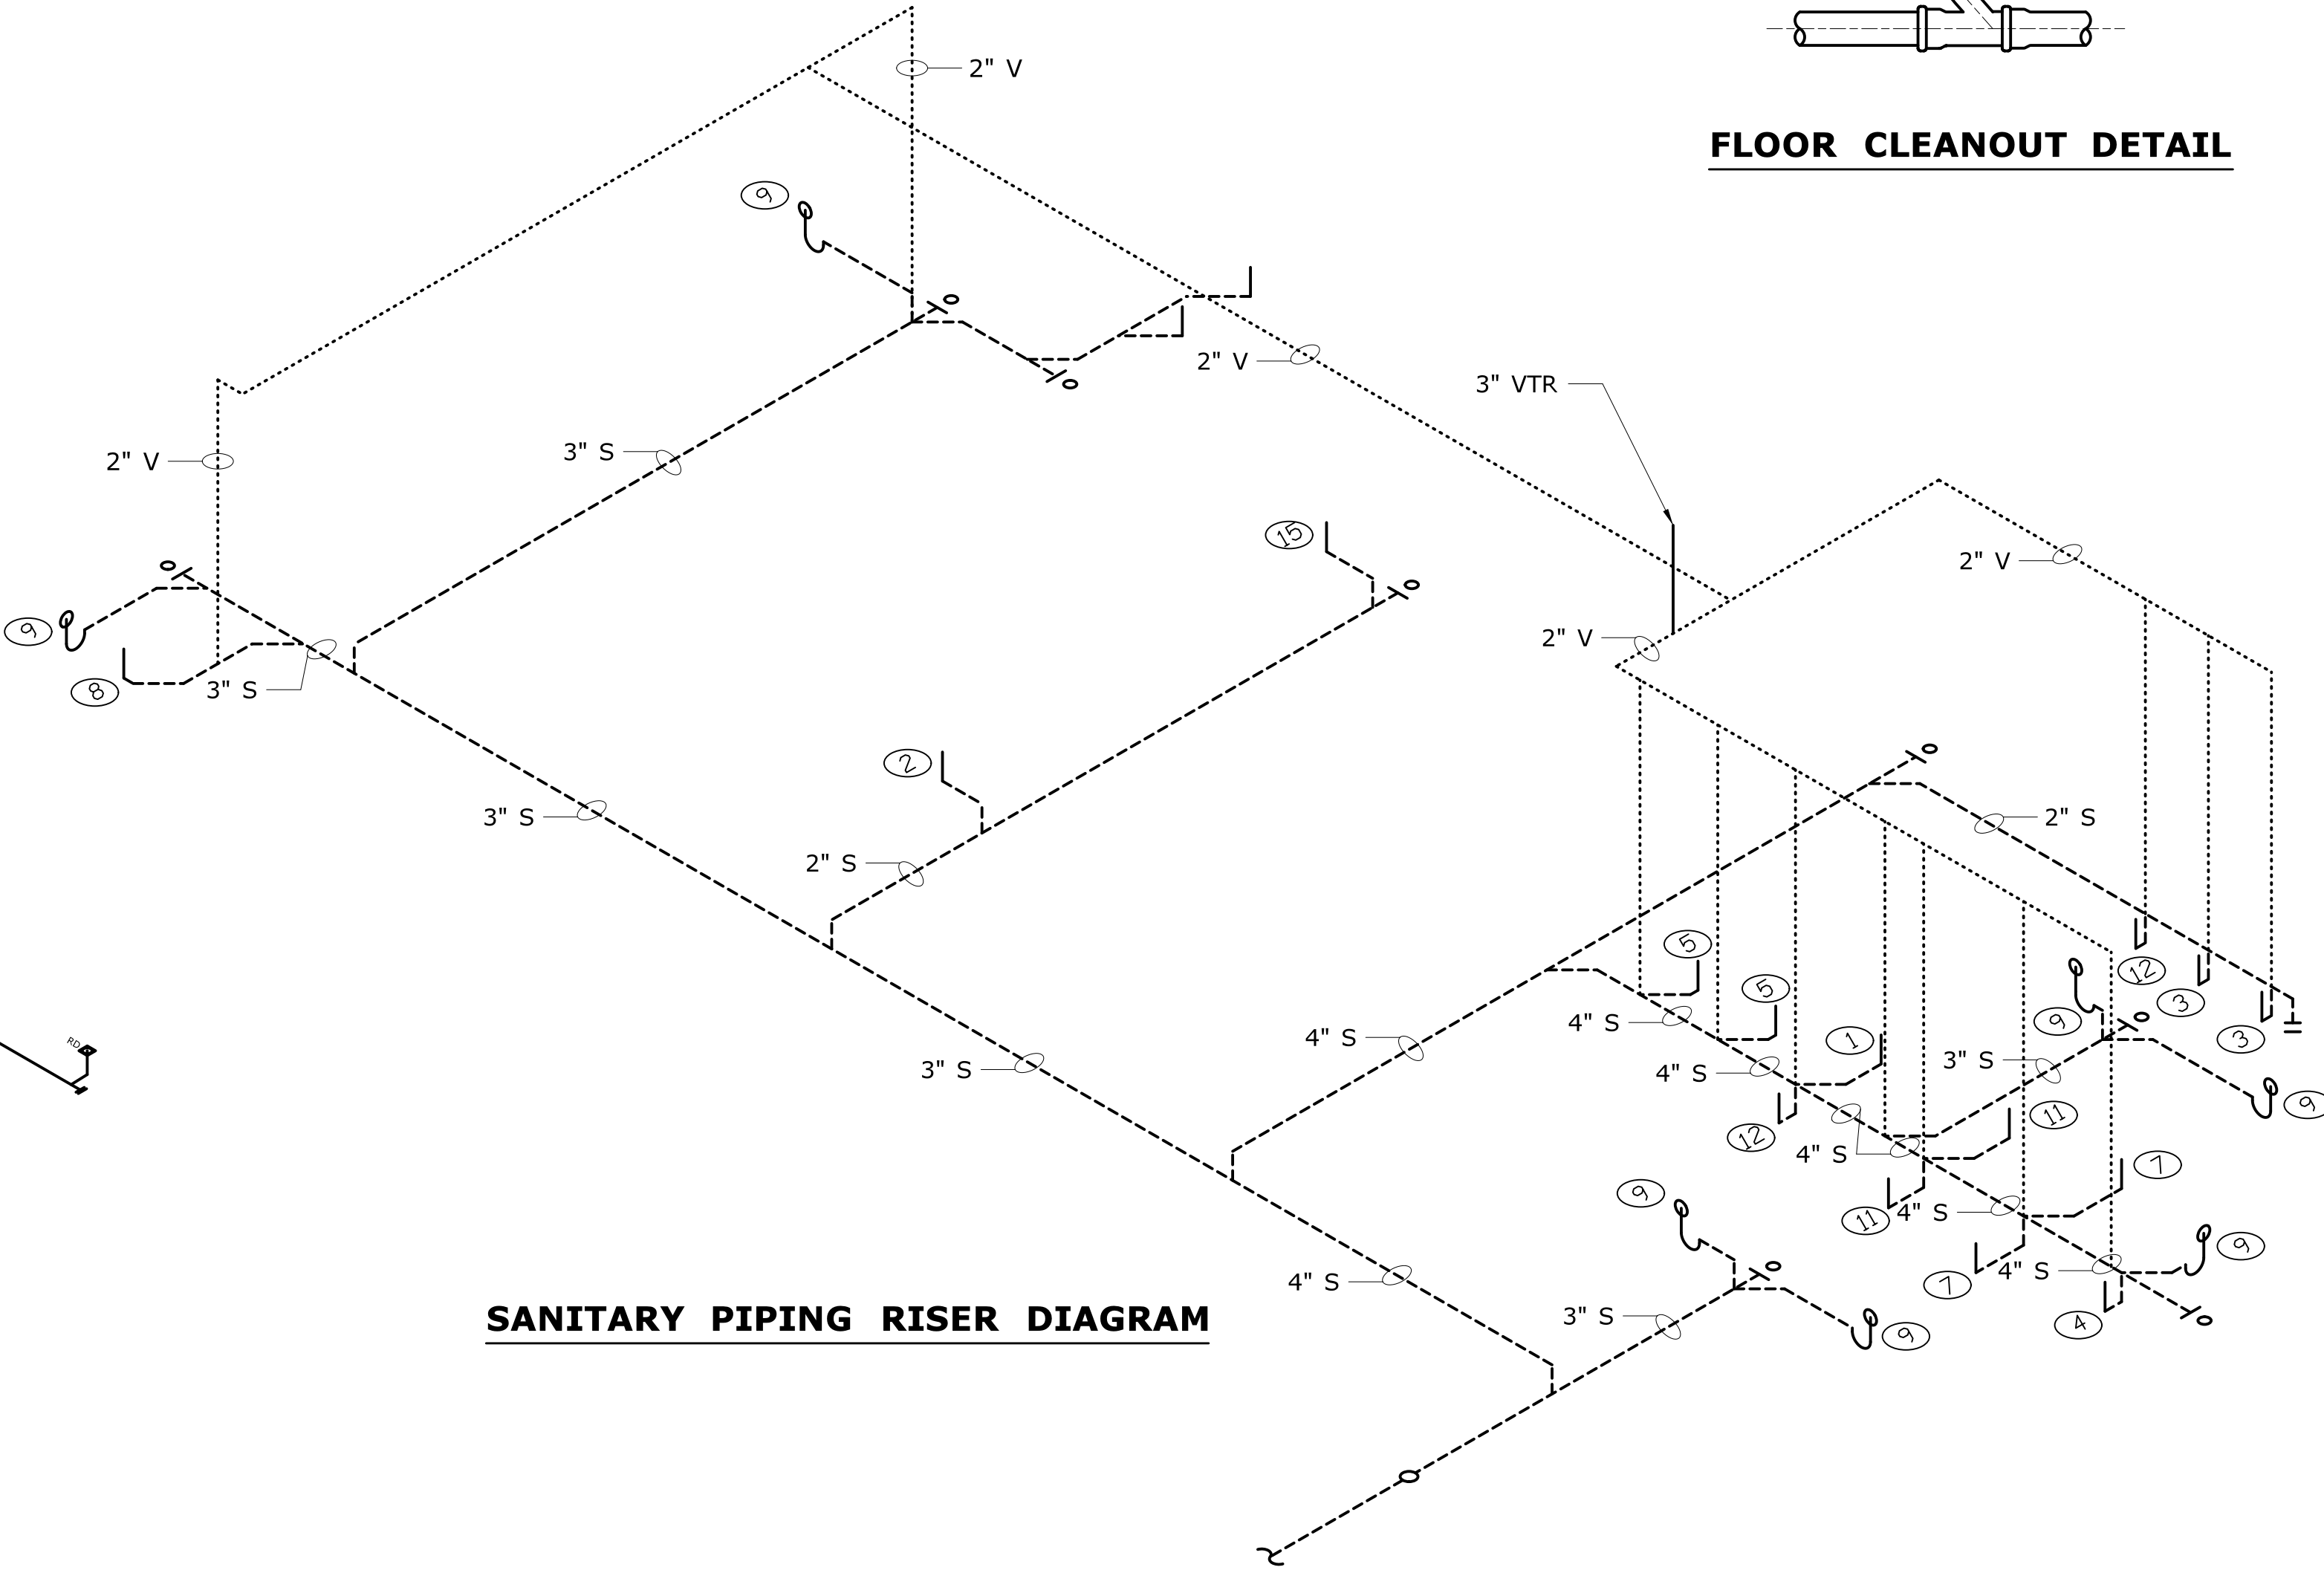 2" V
FLOOR CLEANOUT DETAIL
9
2" V
3" VTR
3" S
2" V
15
2" V
9
2" V
8
3" S
2
3" S
2" S
2" S
5
12
5
3
4" S
9
4" S
3
1
RD
3" S
3" S
4" S
9
11
12
4" S
7
9
11
4" S
9
7
4" S
4" S
4
3" S
9
SANITARY PIPING RISER DIAGRAM